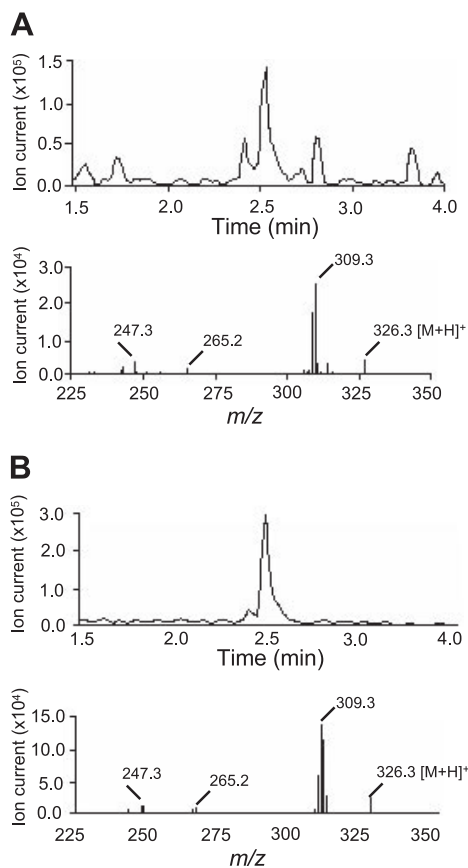 A
Ion current (x10⁵)
1.5
1.0
0.5
0.0
1.5 2.0 2.5 3.0 4.0
Time (min)
Ion current (x10⁴)
3.0
2.0
1.0
0.0
309.3
247.3
265.2
326.3 [M+H]⁺
225 250 275 300 325 350
m/z
B
Ion current (x10⁵)
3.0
2.0
1.0
0.0
1.5 2.0 2.5 3.0 4.0
Time (min)
Ion current (x10⁴)
15.0
10.0
5.0
0.0
309.3
247.3
265.2
326.3 [M+H]⁺
225 250 275 300 325 350
m/z